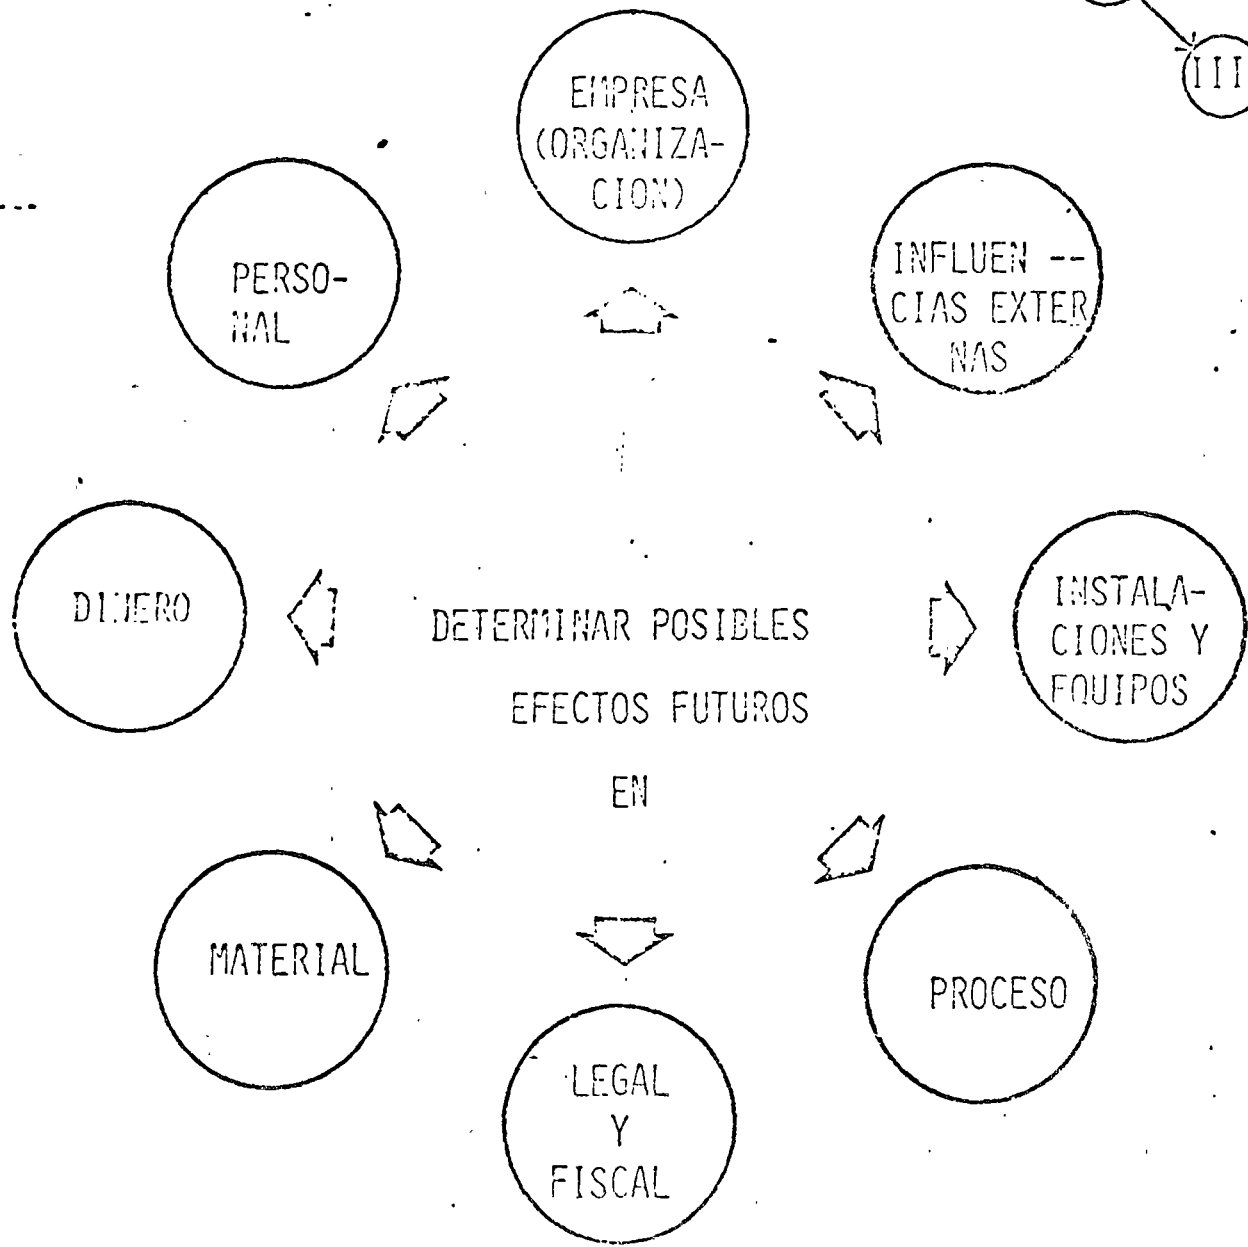 III
EMPRESA
(ORGANIZA-
CION)
PERSO-
NAL
INFLUEN --
CIAS EXTER
NAS
DINERO
DETERMINAR POSIBLES
EFECTOS FUTUROS
EN
INSTALA-
CIONES Y
EQUIPOS
MATERIAL
PROCESO
LEGAL
Y
FISCAL